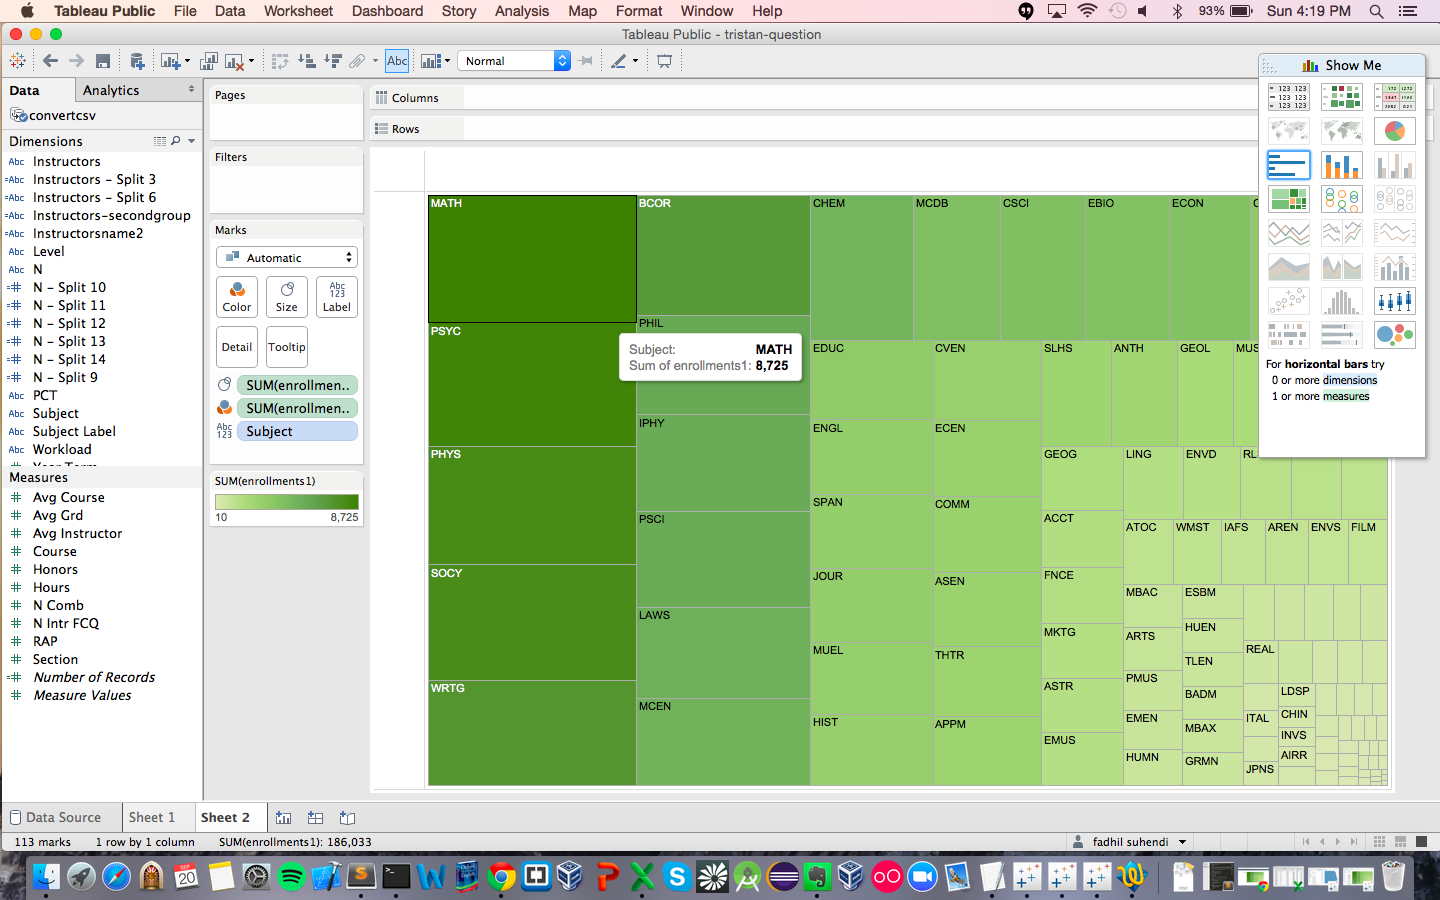 Tableau Public File Data Worksheet Dashboard Story Analysis Map Format Window Help 93% Sun 4:19 PM
Tableau Public - tristan-question
Abc Normal
Data Analytics
convertcsv
Dimensions
Abc Instructors
=Abc Instructors - Split 3
=Abc Instructors - Split 6
=Abc Instructors-secondgroup
=Abc Instructorsname2
Abc Level
Abc N
=# N - Split 10
=# N - Split 11
=# N - Split 12
=# N - Split 13
=# N - Split 14
=# N - Split 9
Abc PCT
Abc Subject
Abc Subject Label
Abc Workload
Measures
# Avg Course
# Avg Grd
# Avg Instructor
# Course
# Honors
# Hours
# N Comb
# N Intr FCQ
# RAP
# Section
=# Number of Records
# Measure Values
Pages
Filters
Marks
Automatic
Color Size Abc 123 Label
Detail Tooltip
SUM(enrollmen..
SUM(enrollmen..
Abc 123 Subject
SUM(enrollments1)
10 8,725
Columns
Rows
MATH
PSYC
PHYS
SOCY
WRTG
BCOR
PHIL
IPHY
PSCI
LAWS
MCEN
Subject: MATH
Sum of enrollments1: 8,725
CHEM MCDB CSCI EBIO ECON
EDUC CVEN SLHS ANTH GEOL MUS
ENGL ECEN
GEOG LING ENVD RL
SPAN COMM
ACCT ATOC WMST IAFS AREN ENVS FILM
JOUR ASEN FNCE
MBAC ESBM
HUEN
MKTG ARTS
MUEL THTR REAL
TLEN
PMUS
ASTR BADM LDSP
CHIN
HIST APPM EMEN ITAL
MBAX INVS
EMUS AIRR
HUMN GRMN
JPNS
Show Me
For horizontal bars try
0 or more dimensions
1 or more measures
Data Source Sheet 1 Sheet 2
113 marks 1 row by 1 column SUM(enrollments1): 186,033 fadhil suhendi